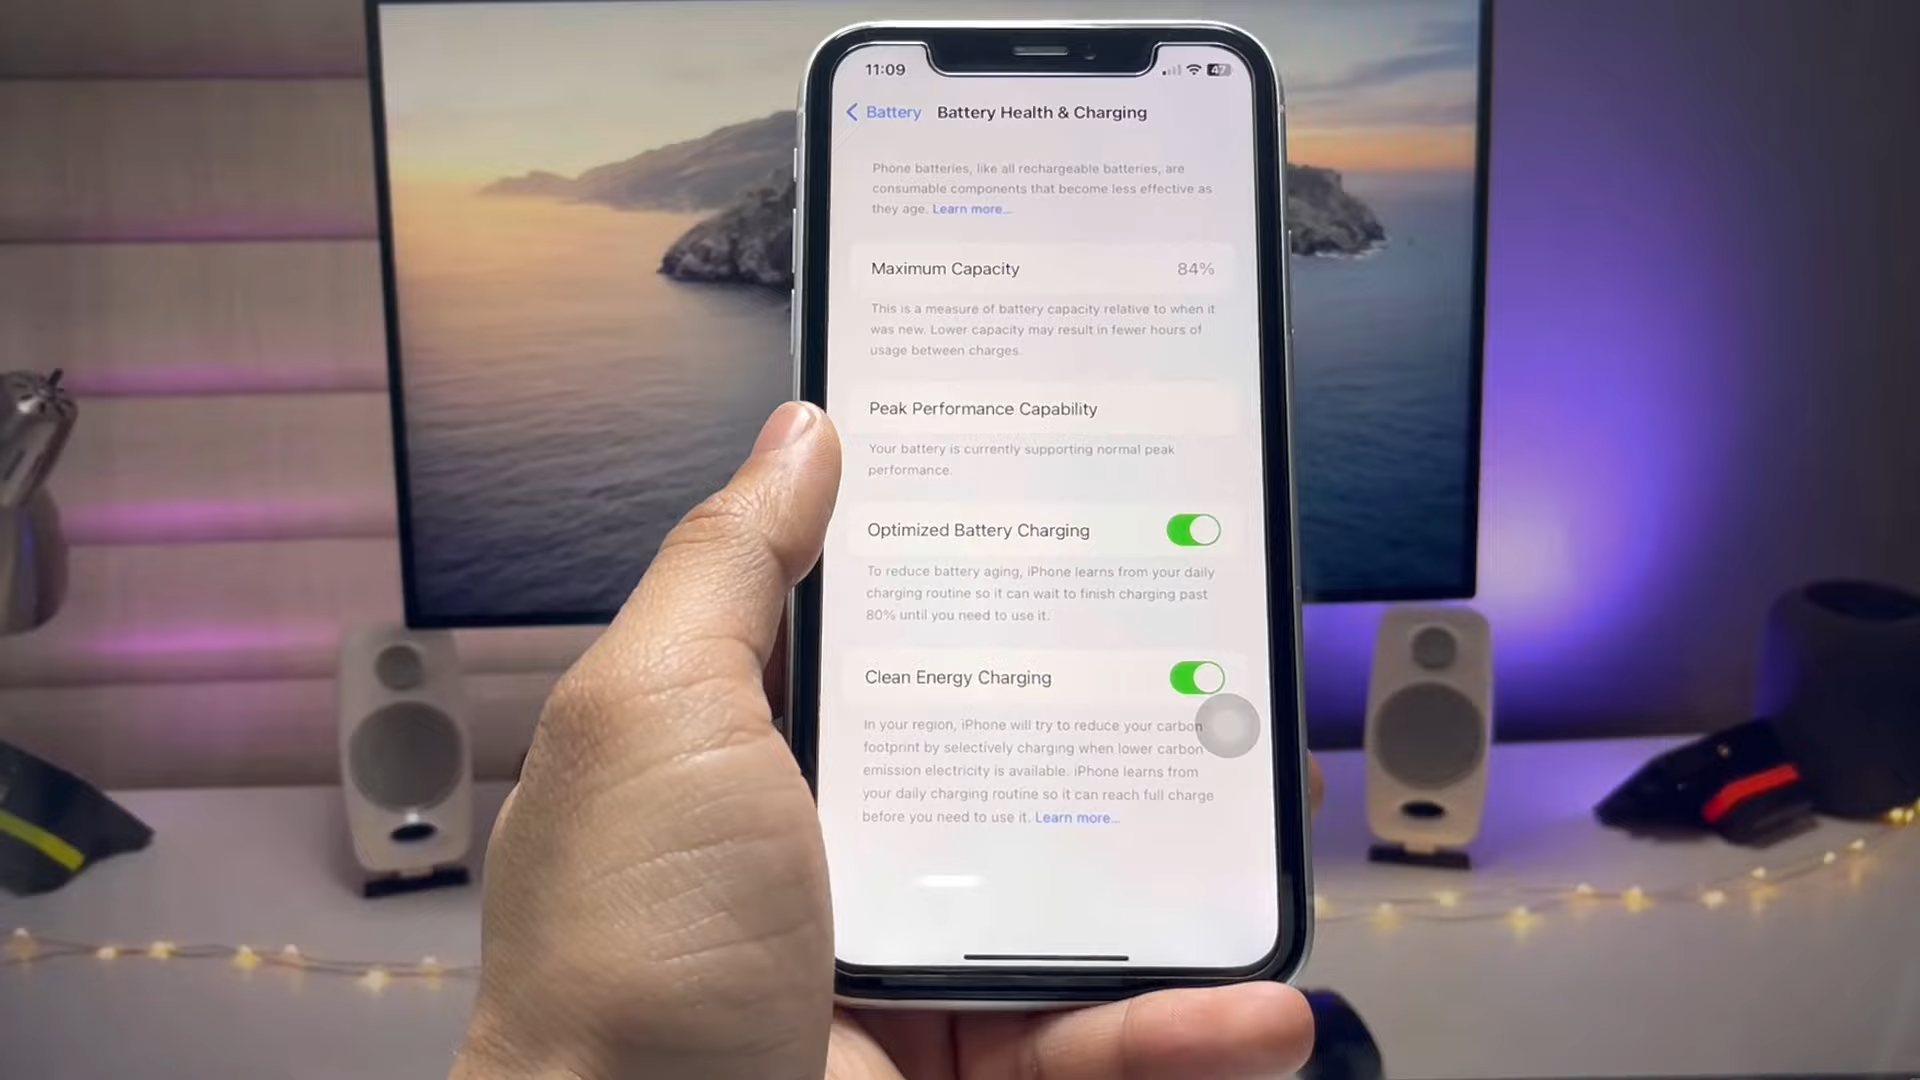 11:09 47
Battery Battery Health & Charging
Phone batteries, like all rechargeable batteries, are
consumable components that become less effective as
they age. Learn more...
Maximum Capacity 84%
This is a measure of battery capacity relative to when it
was new. Lower capacity may result in fewer hours of
usage between charges.
Peak Performance Capability
Your battery is currently supporting normal peak
performance.
Optimized Battery Charging
To reduce battery aging, iPhone learns from your daily
charging routine so it can wait to finish charging past
80% until you need to use it.
Clean Energy Charging
In your region, iPhone will try to reduce your carbon
footprint by selectively charging when lower carbon
emission electricity is available. iPhone learns from
your daily charging routine so it can reach full charge
before you need to use it. Learn more...